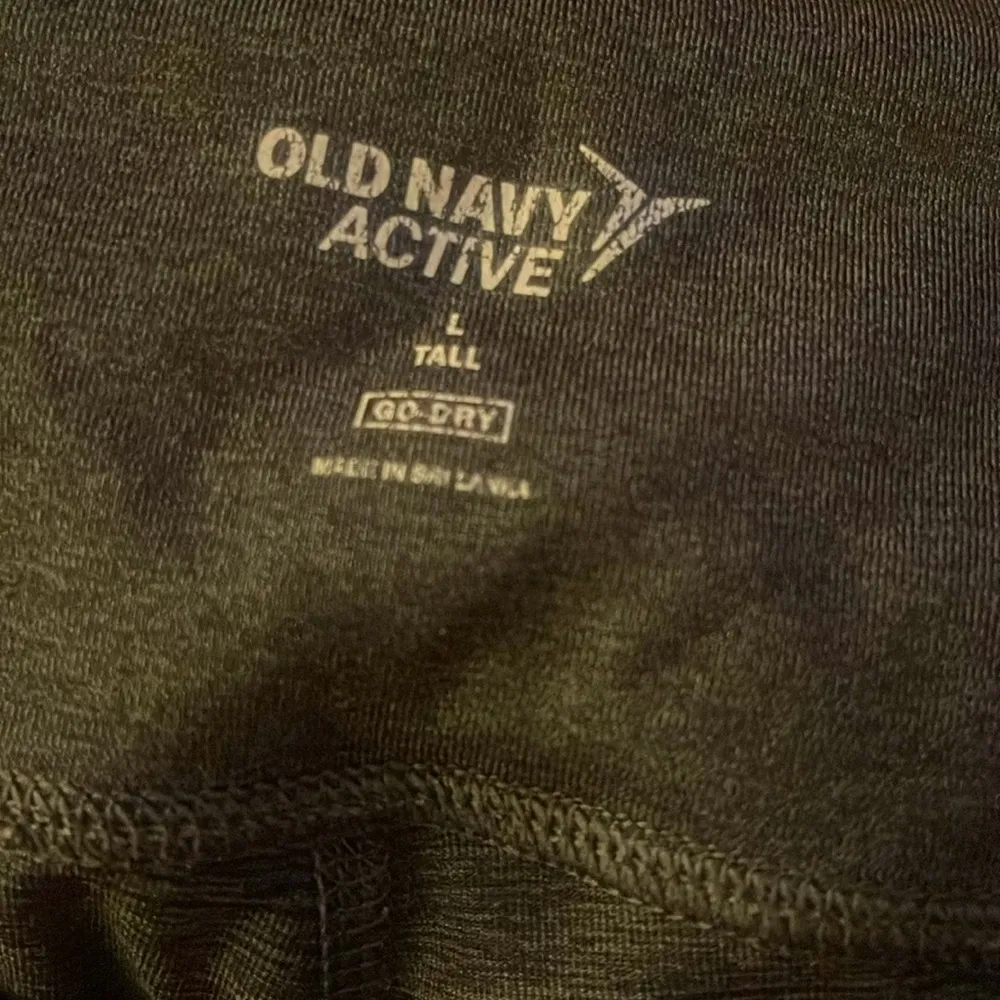 OLD NAVY
ACTIVE
L
TALL
GO-DRY
MADE IN SRI LANKA